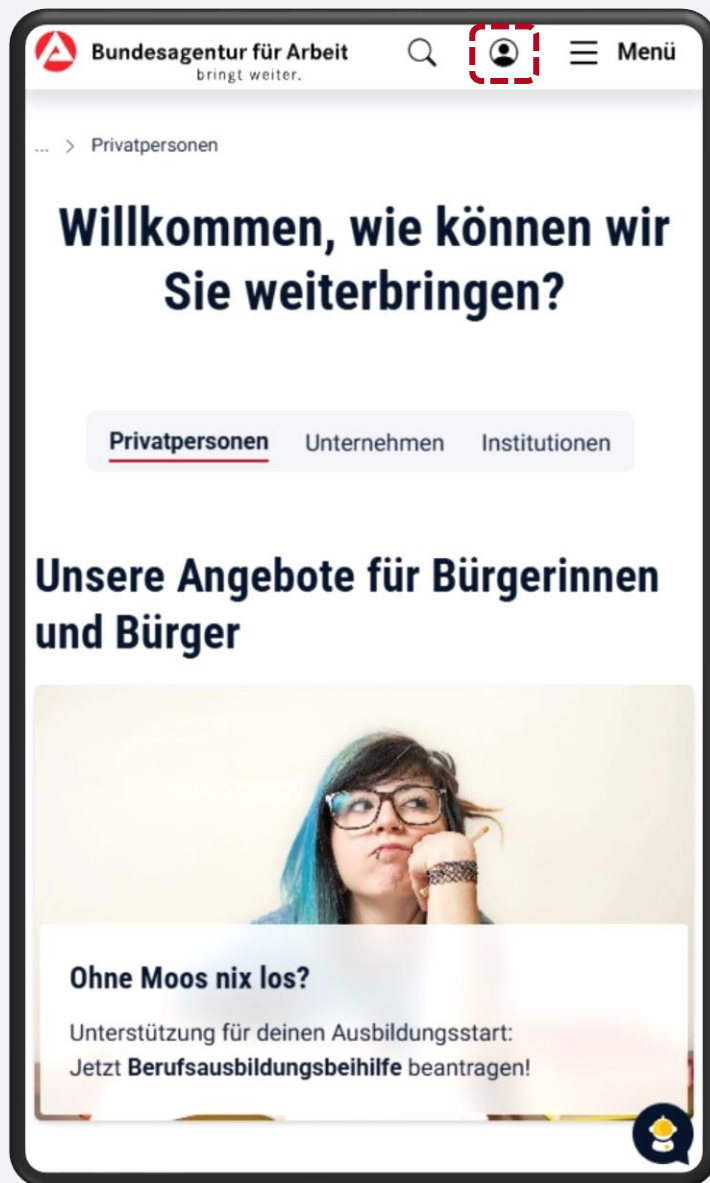 Bundesagentur für Arbeit
bringt weiter.
Menü
... > Privatpersonen
Willkommen, wie können wir
Sie weiterbringen?
Privatpersonen Unternehmen Institutionen
Unsere Angebote für Bürgerinnen
und Bürger
Ohne Moos nix los?
Unterstützung für deinen Ausbildungsstart:
Jetzt Berufsausbildungsbeihilfe beantragen!